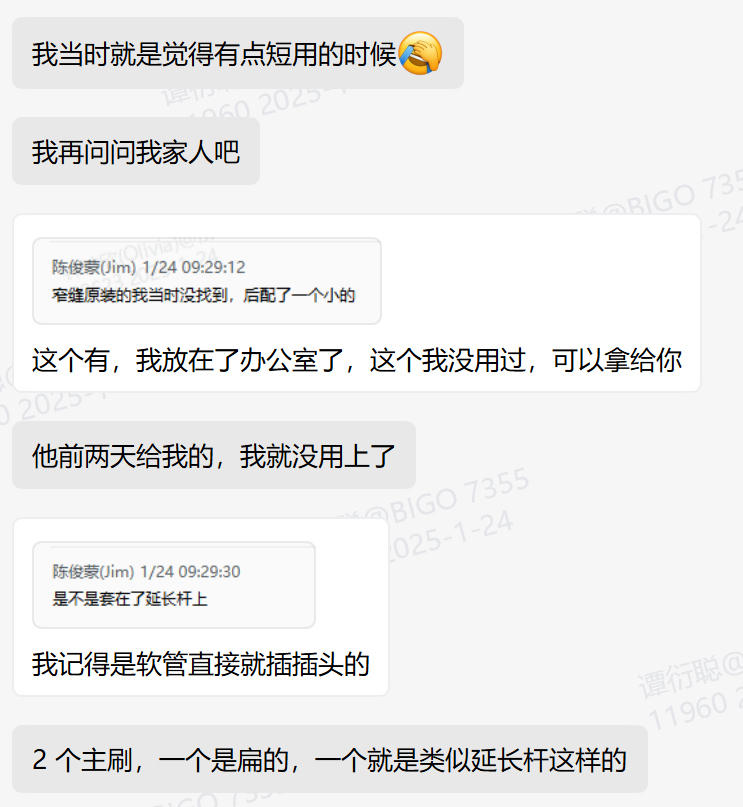 我当时就是觉得有点短用的时候🤣
我再问问我家人吧
陈俊蒙(Jim) 1/24 09:29:12
窄缝原装的我当时没找到，后配了一个小的
这个有，我放在了办公室了，这个我没用过，可以拿给你
他前两天给我的，我就没用上了
@BIGO 7355
2025-1-24
陈俊蒙(Jim) 1/24 09:29:30
是不是套在了延长杆上
我记得是软管直接就插插头的
谭衍聪@
11960 2
2 个主刷，一个是扁的，一个就是类似延长杆这样的